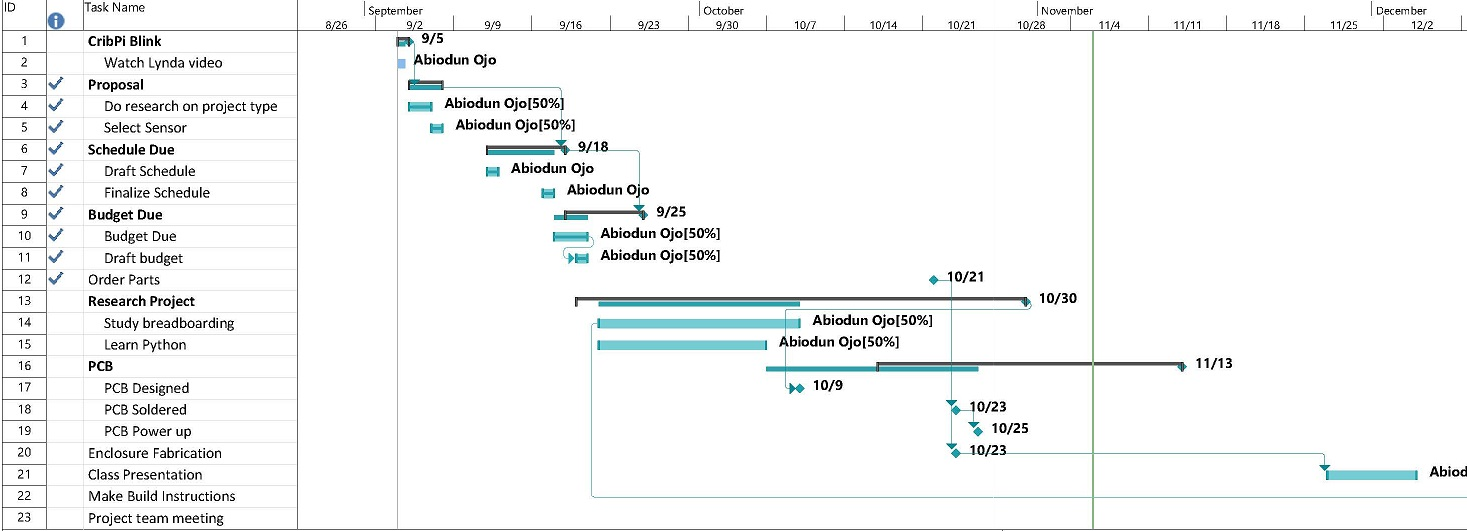 ID Task Name September October November December
8/26 9/2 9/9 9/16 9/23 9/30 10/7 10/14 10/21 10/28 11/4 11/11 11/18 11/25 12/2
1 CribPi Blink 9/5
2 Watch Lynda video Abiodun Ojo
3 Proposal
4 Do research on project type Abiodun Ojo[50%]
5 Select Sensor Abiodun Ojo[50%]
6 Schedule Due 9/18
7 Draft Schedule Abiodun Ojo
8 Finalize Schedule Abiodun Ojo
9 Budget Due 9/25
10 Budget Due Abiodun Ojo[50%]
11 Draft budget Abiodun Ojo[50%]
12 Order Parts 10/21
13 Research Project 10/30
14 Study breadboarding Abiodun Ojo[50%]
15 Learn Python Abiodun Ojo[50%]
16 PCB 11/13
17 PCB Designed 10/9
18 PCB Soldered 10/23
19 PCB Power up 10/25
20 Enclosure Fabrication 10/23
21 Class Presentation Abiod
22 Make Build Instructions
23 Project team meeting